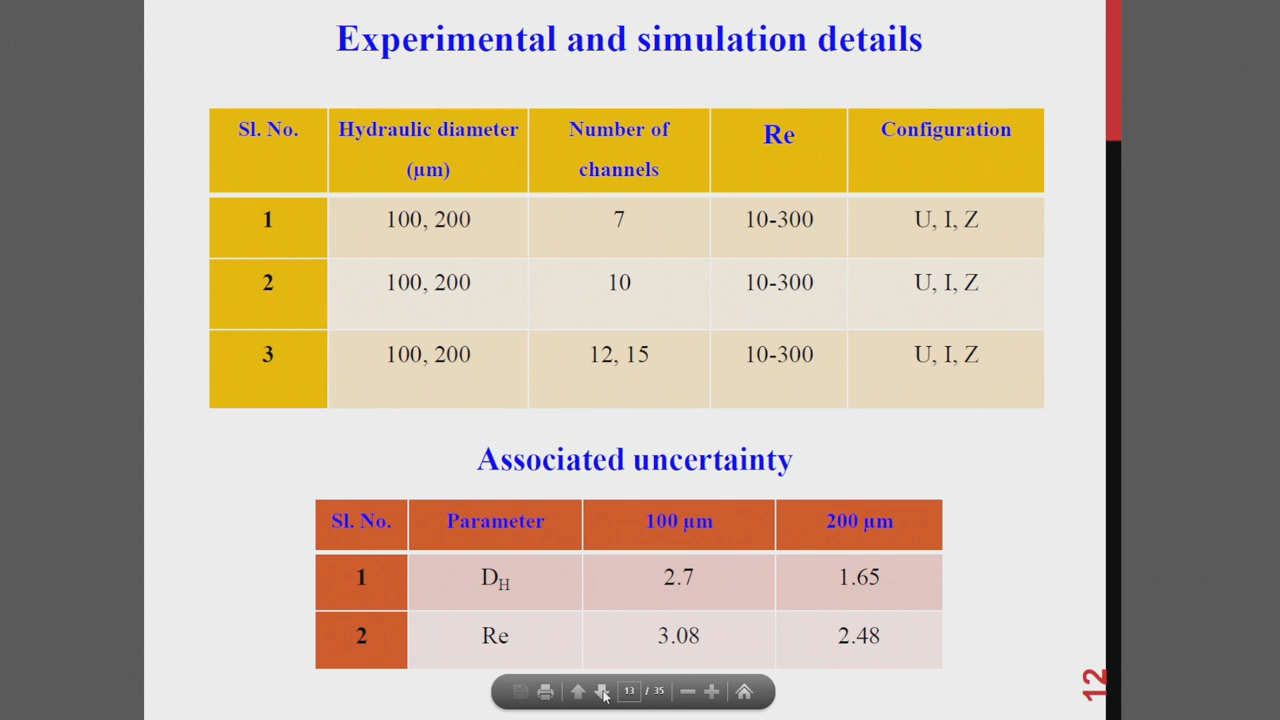 Experimental and simulation details
Sl. No. Hydraulic diameter (µm) Number of channels Re Configuration
1 100, 200 7 10-300 U, I, Z
2 100, 200 10 10-300 U, I, Z
3 100, 200 12, 15 10-300 U, I, Z
Associated uncertainty
Sl. No. Parameter 100 µm 200 µm
1 DH 2.7 1.65
2 Re 3.08 2.48
13 / 35
12